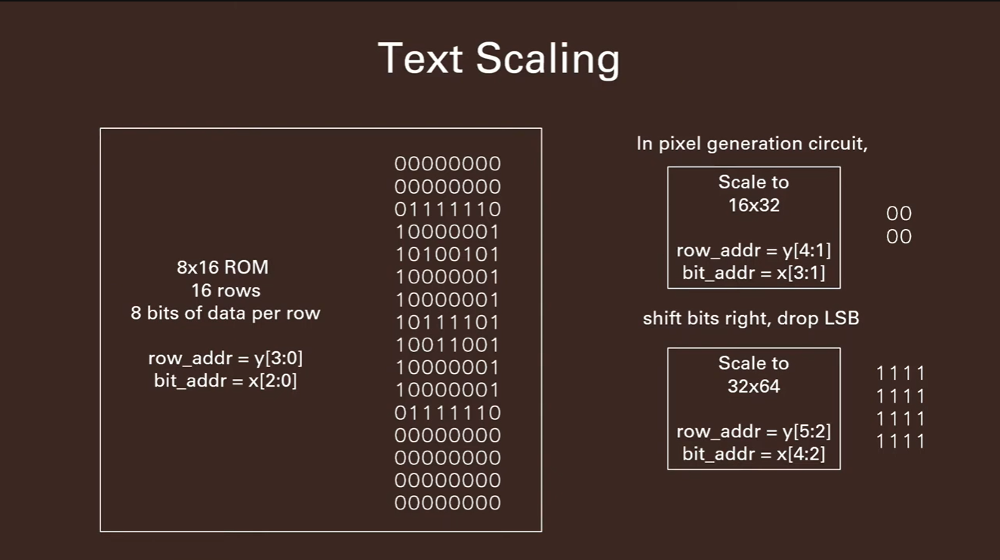 Text Scaling
8x16 ROM
16 rows
8 bits of data per row
row_addr = y[3:0]
bit_addr = x[2:0]
00000000
00000000
01111110
10000001
10100101
10000001
10000001
10111101
10011001
10000001
10000001
01111110
00000000
00000000
00000000
00000000
In pixel generation circuit,
Scale to
16x32
row_addr = y[4:1]
bit_addr = x[3:1]
00
00
shift bits right, drop LSB
Scale to
32x64
row_addr = y[5:2]
bit_addr = x[4:2]
1111
1111
1111
1111